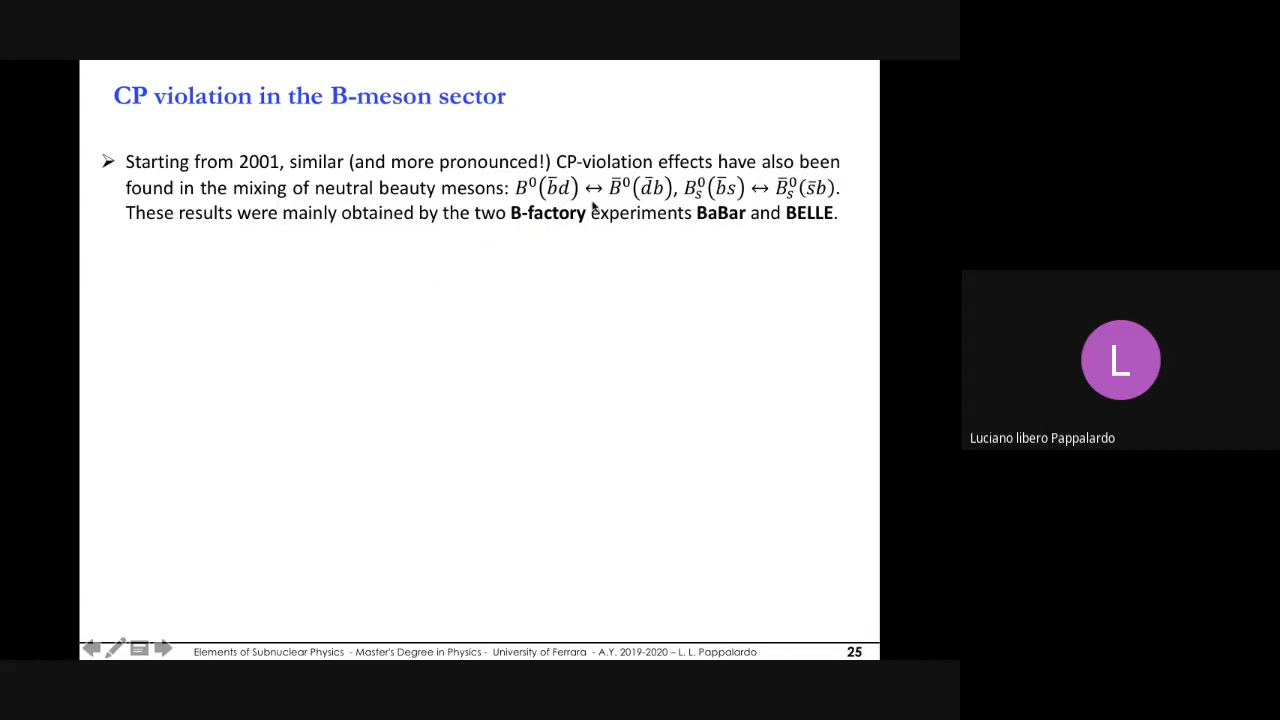 CP violation in the B-meson sector
➢ Starting from 2001, similar (and more pronounced!) CP-violation effects have also been
found in the mixing of neutral beauty mesons: B⁰(b̄d) ↔ B̄⁰(d̄b), B⁰ₛ(b̄s) ↔ B̄⁰ₛ(s̄b).
These results were mainly obtained by the two B-factory experiments BaBar and BELLE.
L
Luciano libero Pappalardo
Elements of Subnuclear Physics - Master's Degree in Physics - University of Ferrara - A.Y. 2019-2020 – L. L. Pappalardo 25